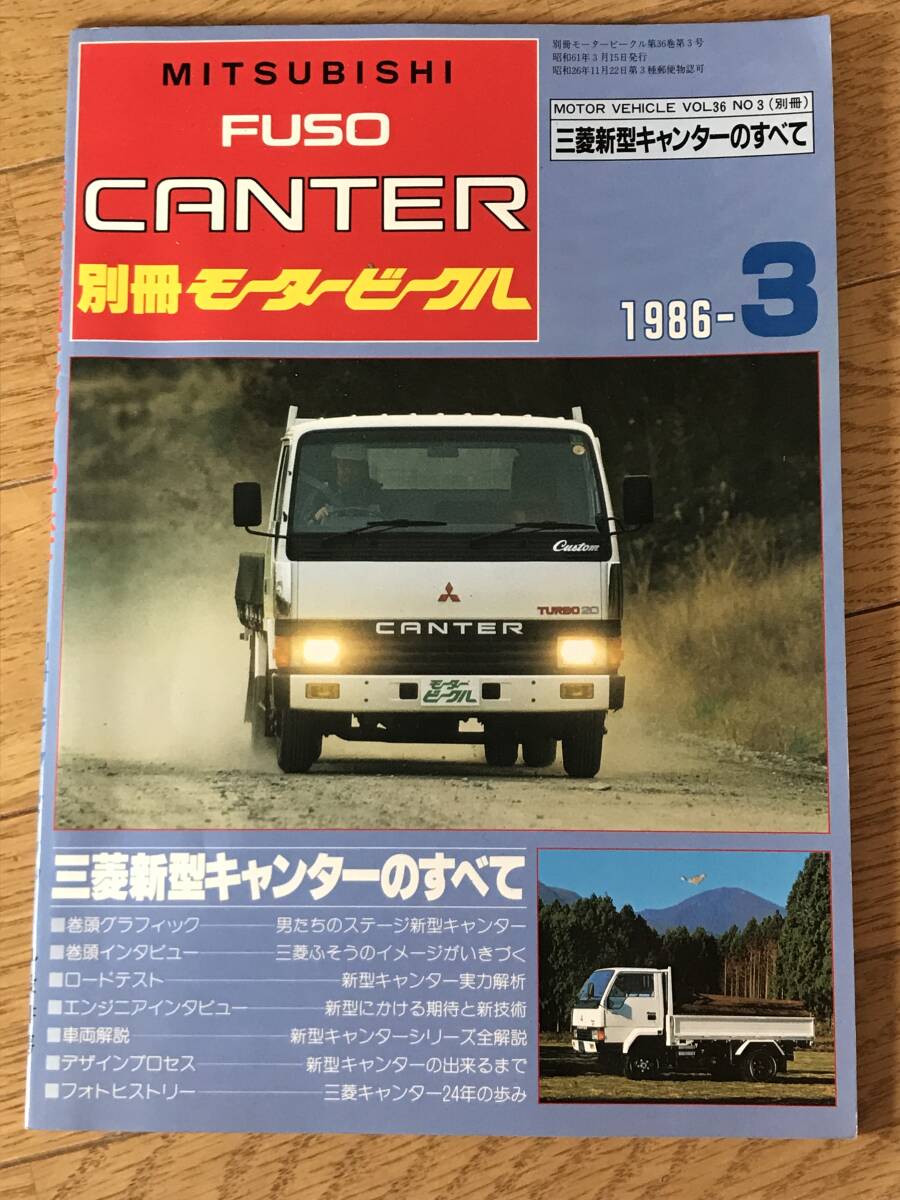 MITSUBISHI
FUSO
CANTER
別冊モータービークル
別冊モータービークル第36巻第3号
昭和61年3月15日発行
昭和26年11月22日第3種郵便物認可
MOTOR VEHICLE VOL36 NO3(別冊)
三菱新型キャンターのすべて
1986-3
Custom
TURBO 20
CANTER
モーター
ビークル
三菱新型キャンターのすべて
■巻頭グラフィック──男たちのステージ新型キャンター
■巻頭インタビュー──三菱ふそうのイメージがいきづく
■ロードテスト──新型キャンター実力解析
■エンジニアインタビュー──新型にかける期待と新技術
■車両解説──新型キャンターシリーズ全解説
■デザインプロセス──新型キャンターの出来るまで
■フォトヒストリー──三菱キャンター24年の歩み